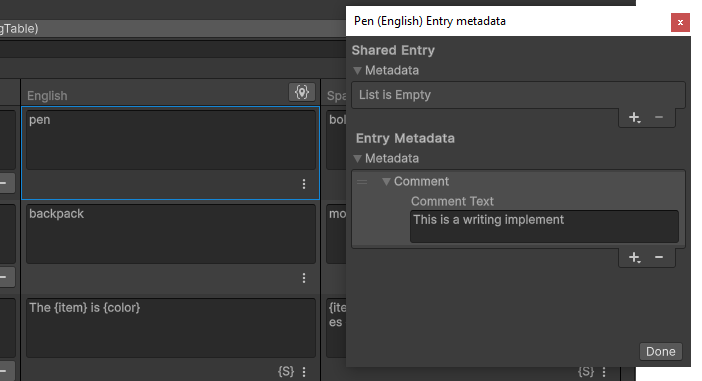 gTable)
English
Spa
pen
bol
backpack
mo
The {item} is {color}
{ite
es
{S}
{S}
Pen (English) Entry metadata
x
Shared Entry
Metadata
List is Empty
Entry Metadata
Metadata
Comment
Comment Text
This is a writing implement
Done